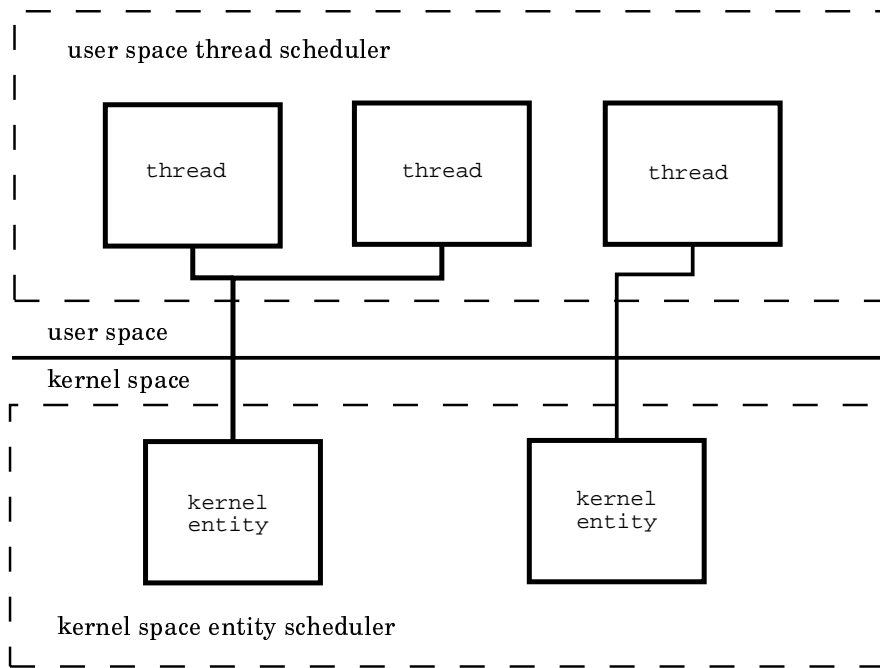 user space thread scheduler
thread
thread
thread
user space
kernel space
kernel
entity
kernel
entity
kernel space entity scheduler